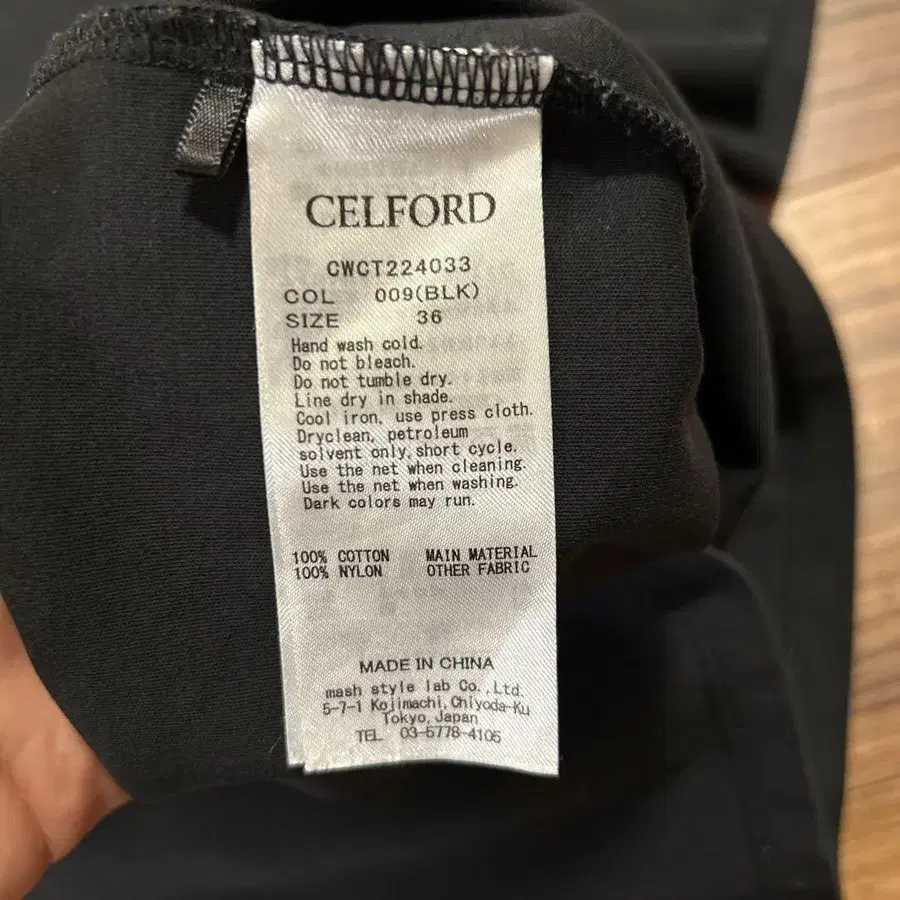 CELFORD
CWCT224033
COL 009(BLK)
SIZE 36
Hand wash cold.
Do not bleach.
Do not tumble dry.
Line dry in shade.
Cool iron, use press cloth.
Dryclean, petroleum
solvent only, short cycle.
Use the net when cleaning.
Use the net when washing.
Dark colors may run.
100% COTTON MAIN MATERIAL
100% NYLON OTHER FABRIC
MADE IN CHINA
mash style lab Co., Ltd.
5-7-1 Kojimachi, Chiyoda-Ku
Tokyo, Japan
TEL 03-5778-4105